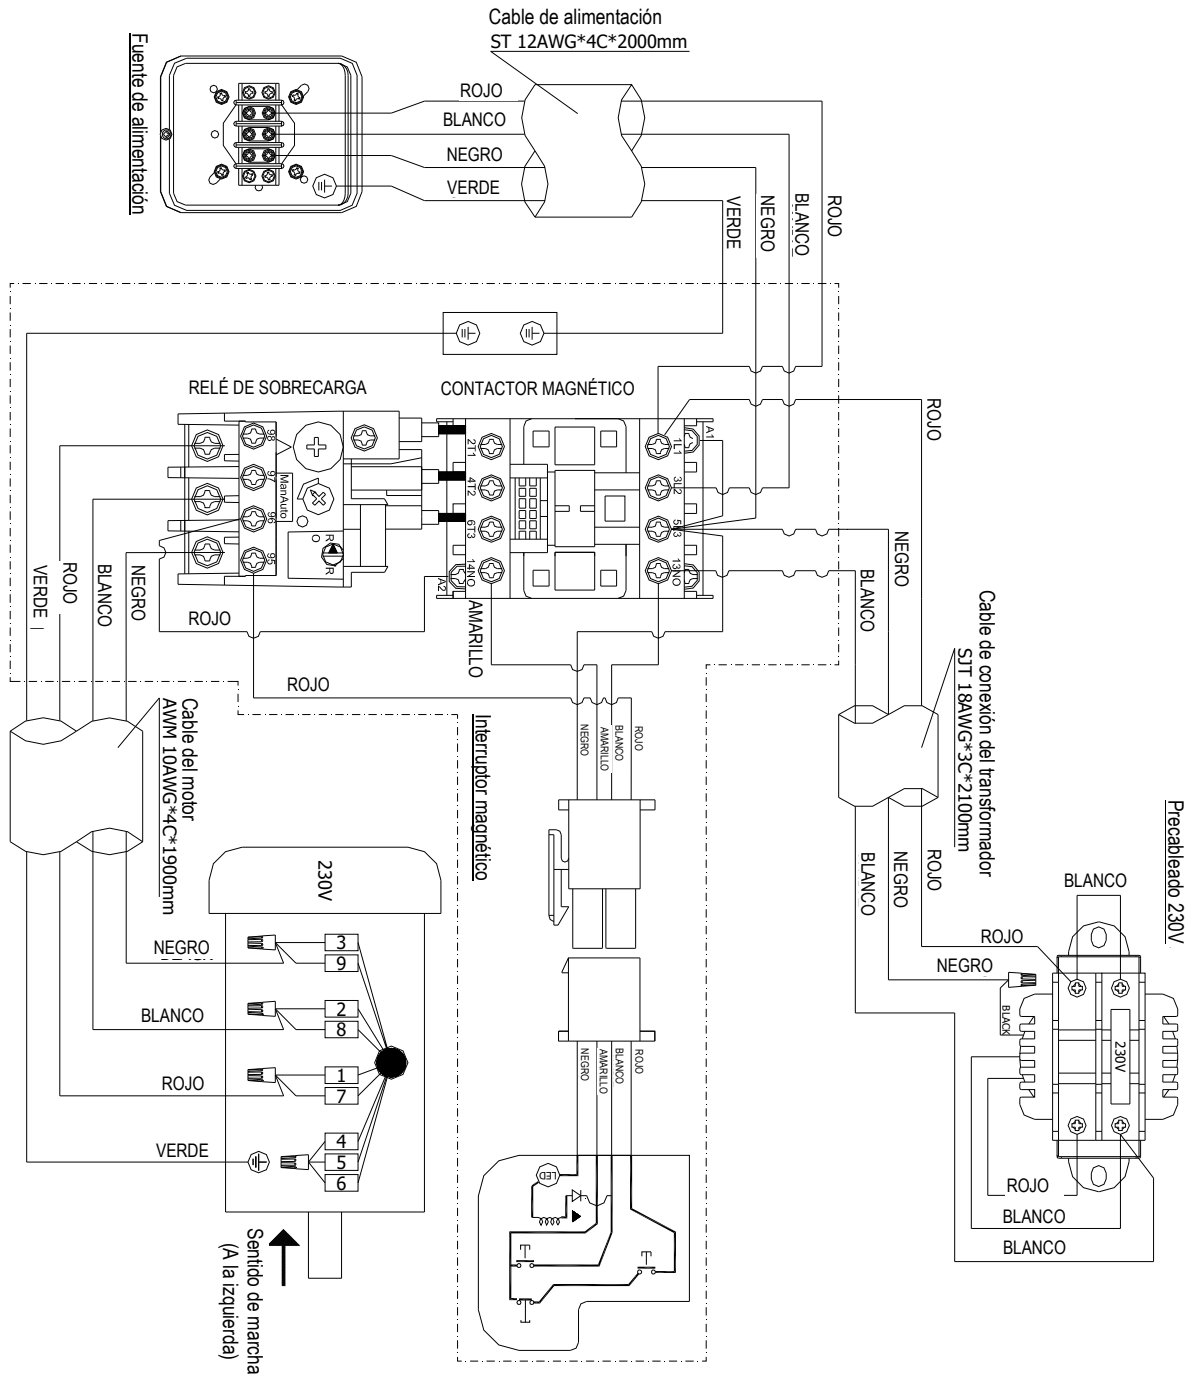 Cable de alimentación
ST 12AWG*4C*2000mm
Fuente de alimentación
ROJO
BLANCO
NEGRO
VERDE
VERDE
NEGRO
BLANCO
ROJO
RELÉ DE SOBRECARGA
CONTACTOR MAGNÉTICO
ROJO
98
97
96
95
ManAuto
R
O
R
2T1
4T2
6T3
14NO
A2
1L1
3L2
5L3
13NO
A1
NEGRO
BLANCO
VERDE
ROJO
BLANCO
NEGRO
ROJO
AMARILLO
ROJO
Cable de conexión del transformador
SJT 18AWG*3C*2100mm
Cable del motor
AWM 10AWG*4C*1900mm
Interruptor magnético
NEGRO
AMARILLO
BLANCO
ROJO
Precableado 230V
BLANCO
NEGRO
ROJO
BLANCO
ROJO
NEGRO
BLACK
230V
ROJO
BLANCO
BLANCO
230V
NEGRO
3
9
BLANCO
2
8
ROJO
1
7
VERDE
4
5
6
NEGRO
AMARILLO
BLANCO
ROJO
LED
Sentido de marcha
(A la izquierda)